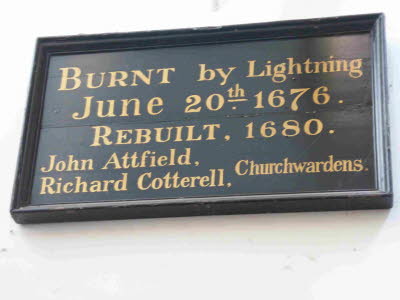 BURNT by Lightning
June 20th. 1676.
REBUILT. 1680.
John Attfield,
Richard Cotterell, Churchwardens.